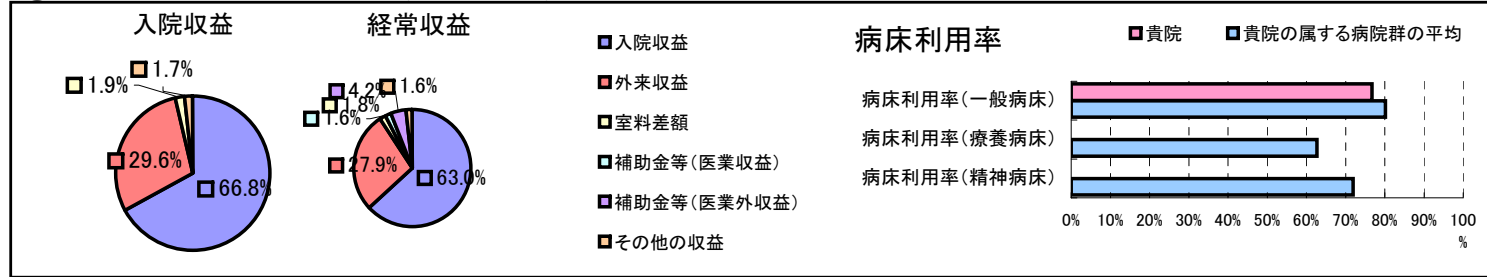 入院収益
1.9%
1.7%
29.6%
66.8%
経常収益
4.2%
1.6%
1.8%
1.6%
27.9%
63.0%
入院収益
外来収益
室料差額
補助金等(医業収益)
補助金等(医業外収益)
その他の収益
病床利用率
貴院 貴院の属する病院群の平均
病床利用率(一般病床)
病床利用率(療養病床)
病床利用率(精神病床)
0% 10% 20% 30% 40% 50% 60% 70% 80% 90% 100
%